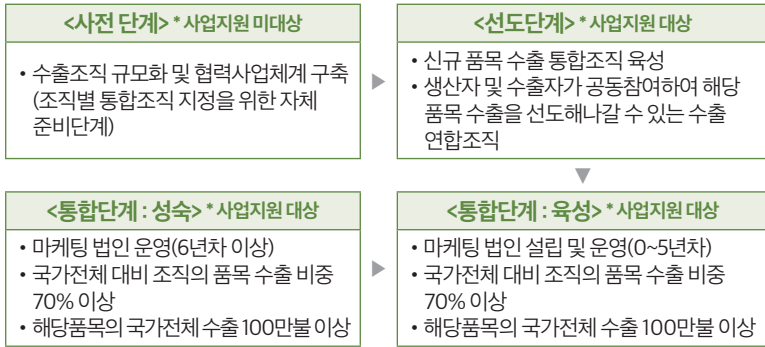 <사전 단계> * 사업지원 미대상
• 수출조직 규모화 및 협력사업체계 구축
(조직별 통합조직 지정을 위한 자체
준비단계)
▶
<선도단계> * 사업지원 대상
• 신규 품목 수출 통합조직 육성
• 생산자 및 수출자가 공동참여하여 해당
품목 수출을 선도해나갈 수 있는 수출
연합조직
▼
<통합단계 : 성숙> * 사업지원 대상
• 마케팅 법인 운영(6년차 이상)
• 국가전체 대비 조직의 품목 수출 비중
70% 이상
• 해당품목의 국가전체 수출 100만불 이상
▶
<통합단계 : 육성> * 사업지원 대상
• 마케팅 법인 설립 및 운영(0~5년차)
• 국가전체 대비 조직의 품목 수출 비중
70% 이상
• 해당품목의 국가전체 수출 100만불 이상